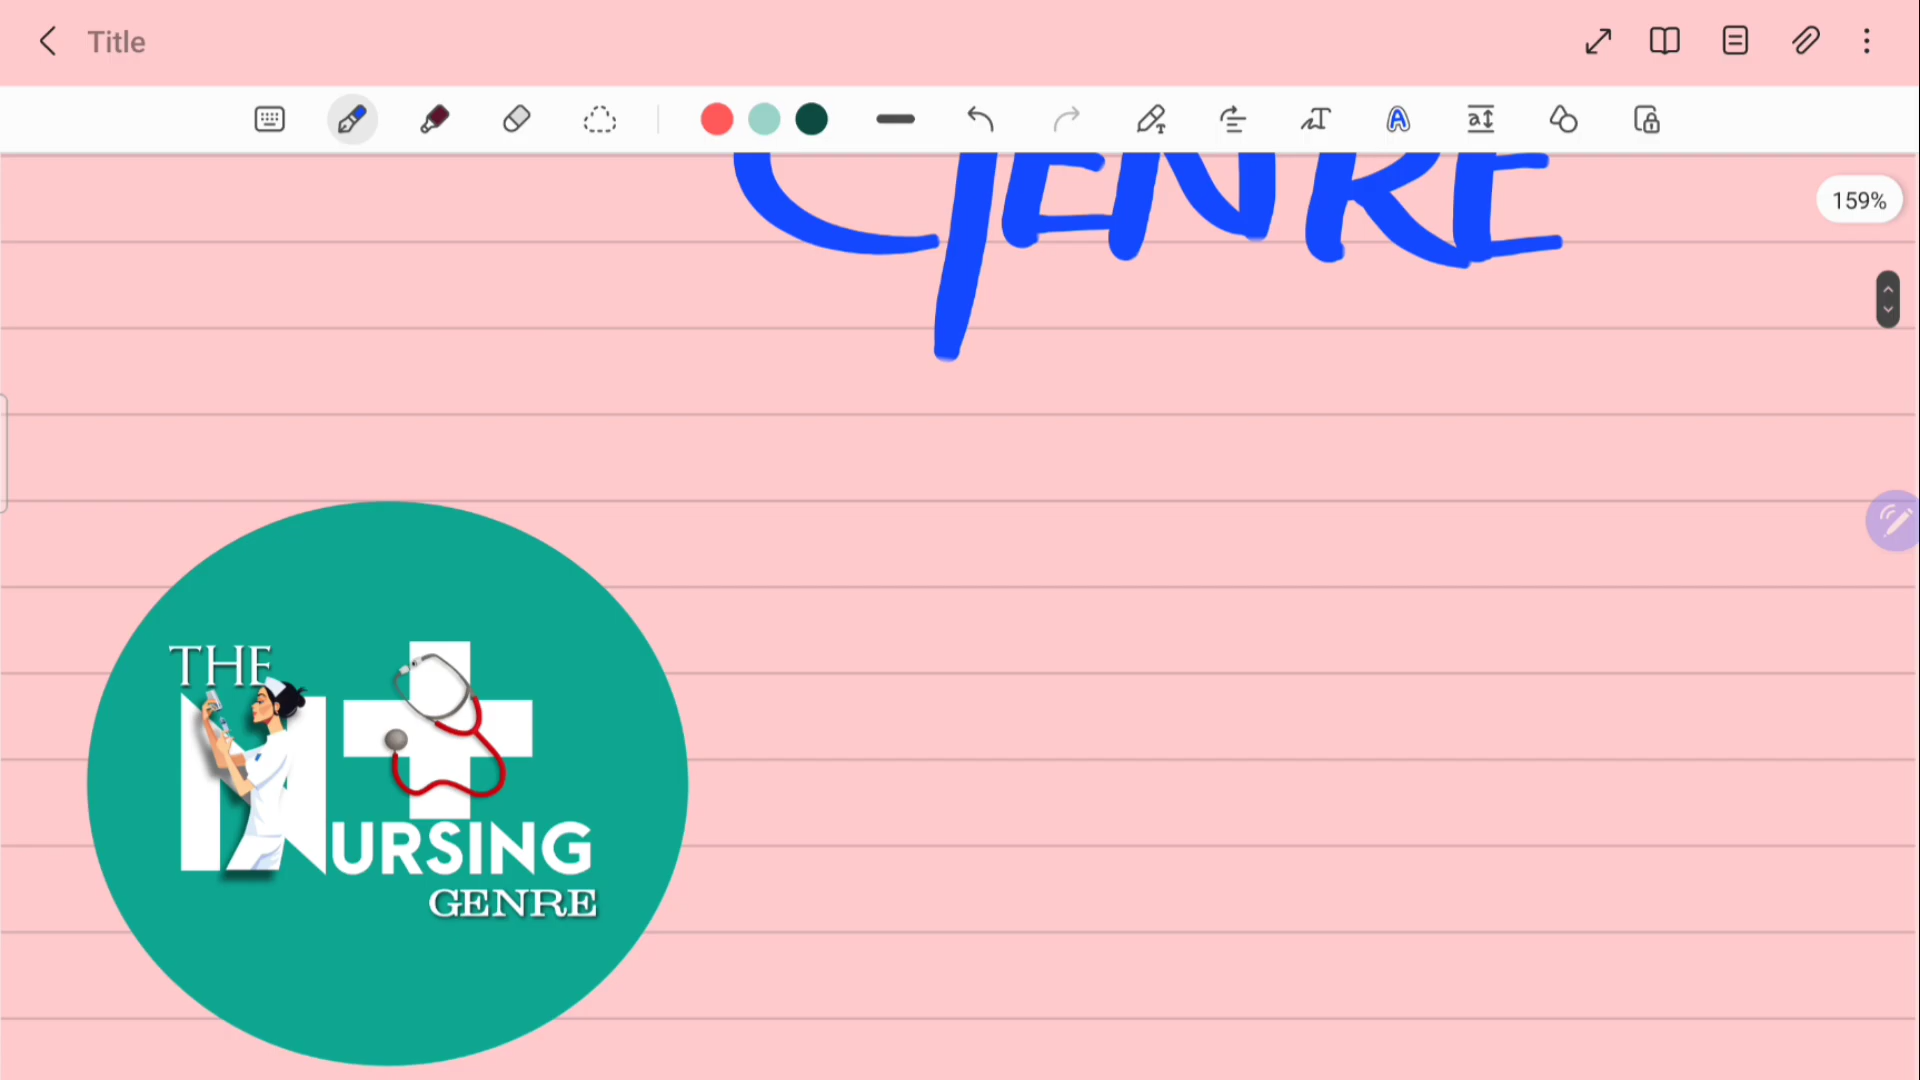 Title
159%
GENRE
THE
NURSING
GENRE